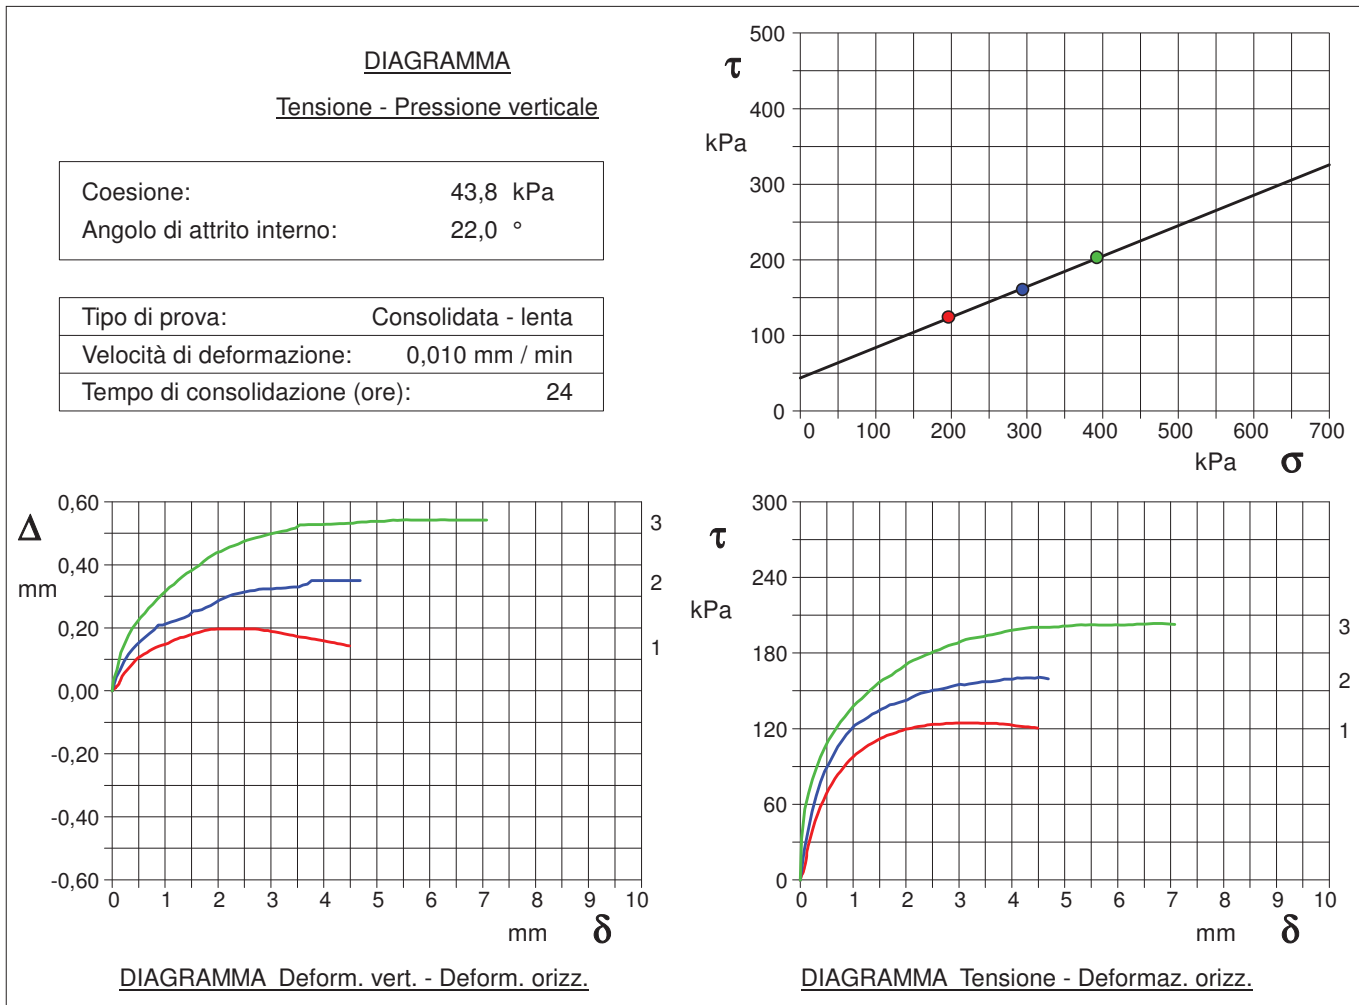 DIAGRAMMA
Tensione - Pressione verticale
Coesione: 43,8 kPa
Angolo di attrito interno: 22,0 °
Tipo di prova: Consolidata - lenta
Velocità di deformazione: 0,010 mm / min
Tempo di consolidazione (ore): 24
500
τ
400
kPa
300
200
100
0
0 100 200 300 400 500 600 700
kPa σ
0,60
Δ
3
0,40
mm
2
0,20
1
0,00
-0,20
-0,40
-0,60
0 1 2 3 4 5 6 7 8 9 10
mm δ
DIAGRAMMA Deform. vert. - Deform. orizz.
300
τ
240
kPa
3
180
2
120
1
60
0
0 1 2 3 4 5 6 7 8 9 10
mm δ
DIAGRAMMA Tensione - Deformaz. orizz.